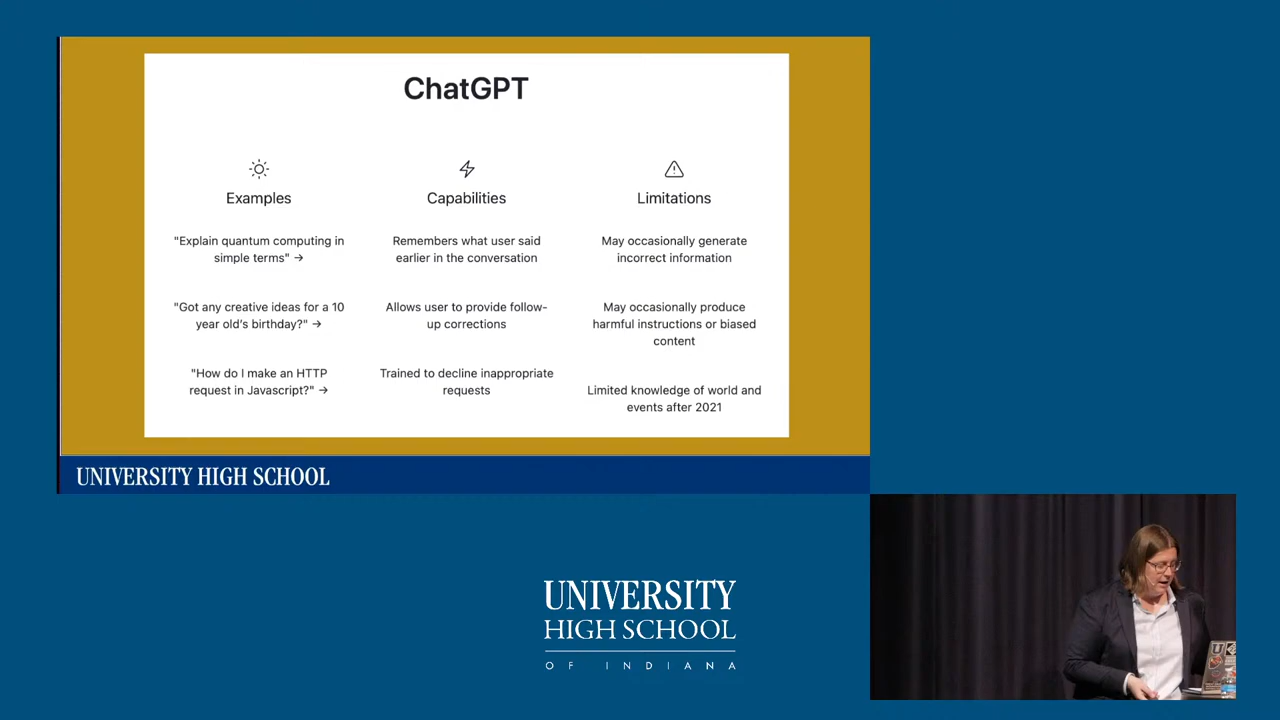 ChatGPT
Examples
Capabilities
Limitations
"Explain quantum computing in
simple terms" →
Remembers what user said
earlier in the conversation
May occasionally generate
incorrect information
"Got any creative ideas for a 10
year old's birthday?" →
Allows user to provide follow-
up corrections
May occasionally produce
harmful instructions or biased
content
"How do I make an HTTP
request in Javascript?" →
Trained to decline inappropriate
requests
Limited knowledge of world and
events after 2021
UNIVERSITY HIGH SCHOOL
UNIVERSITY
HIGH SCHOOL
OF INDIANA